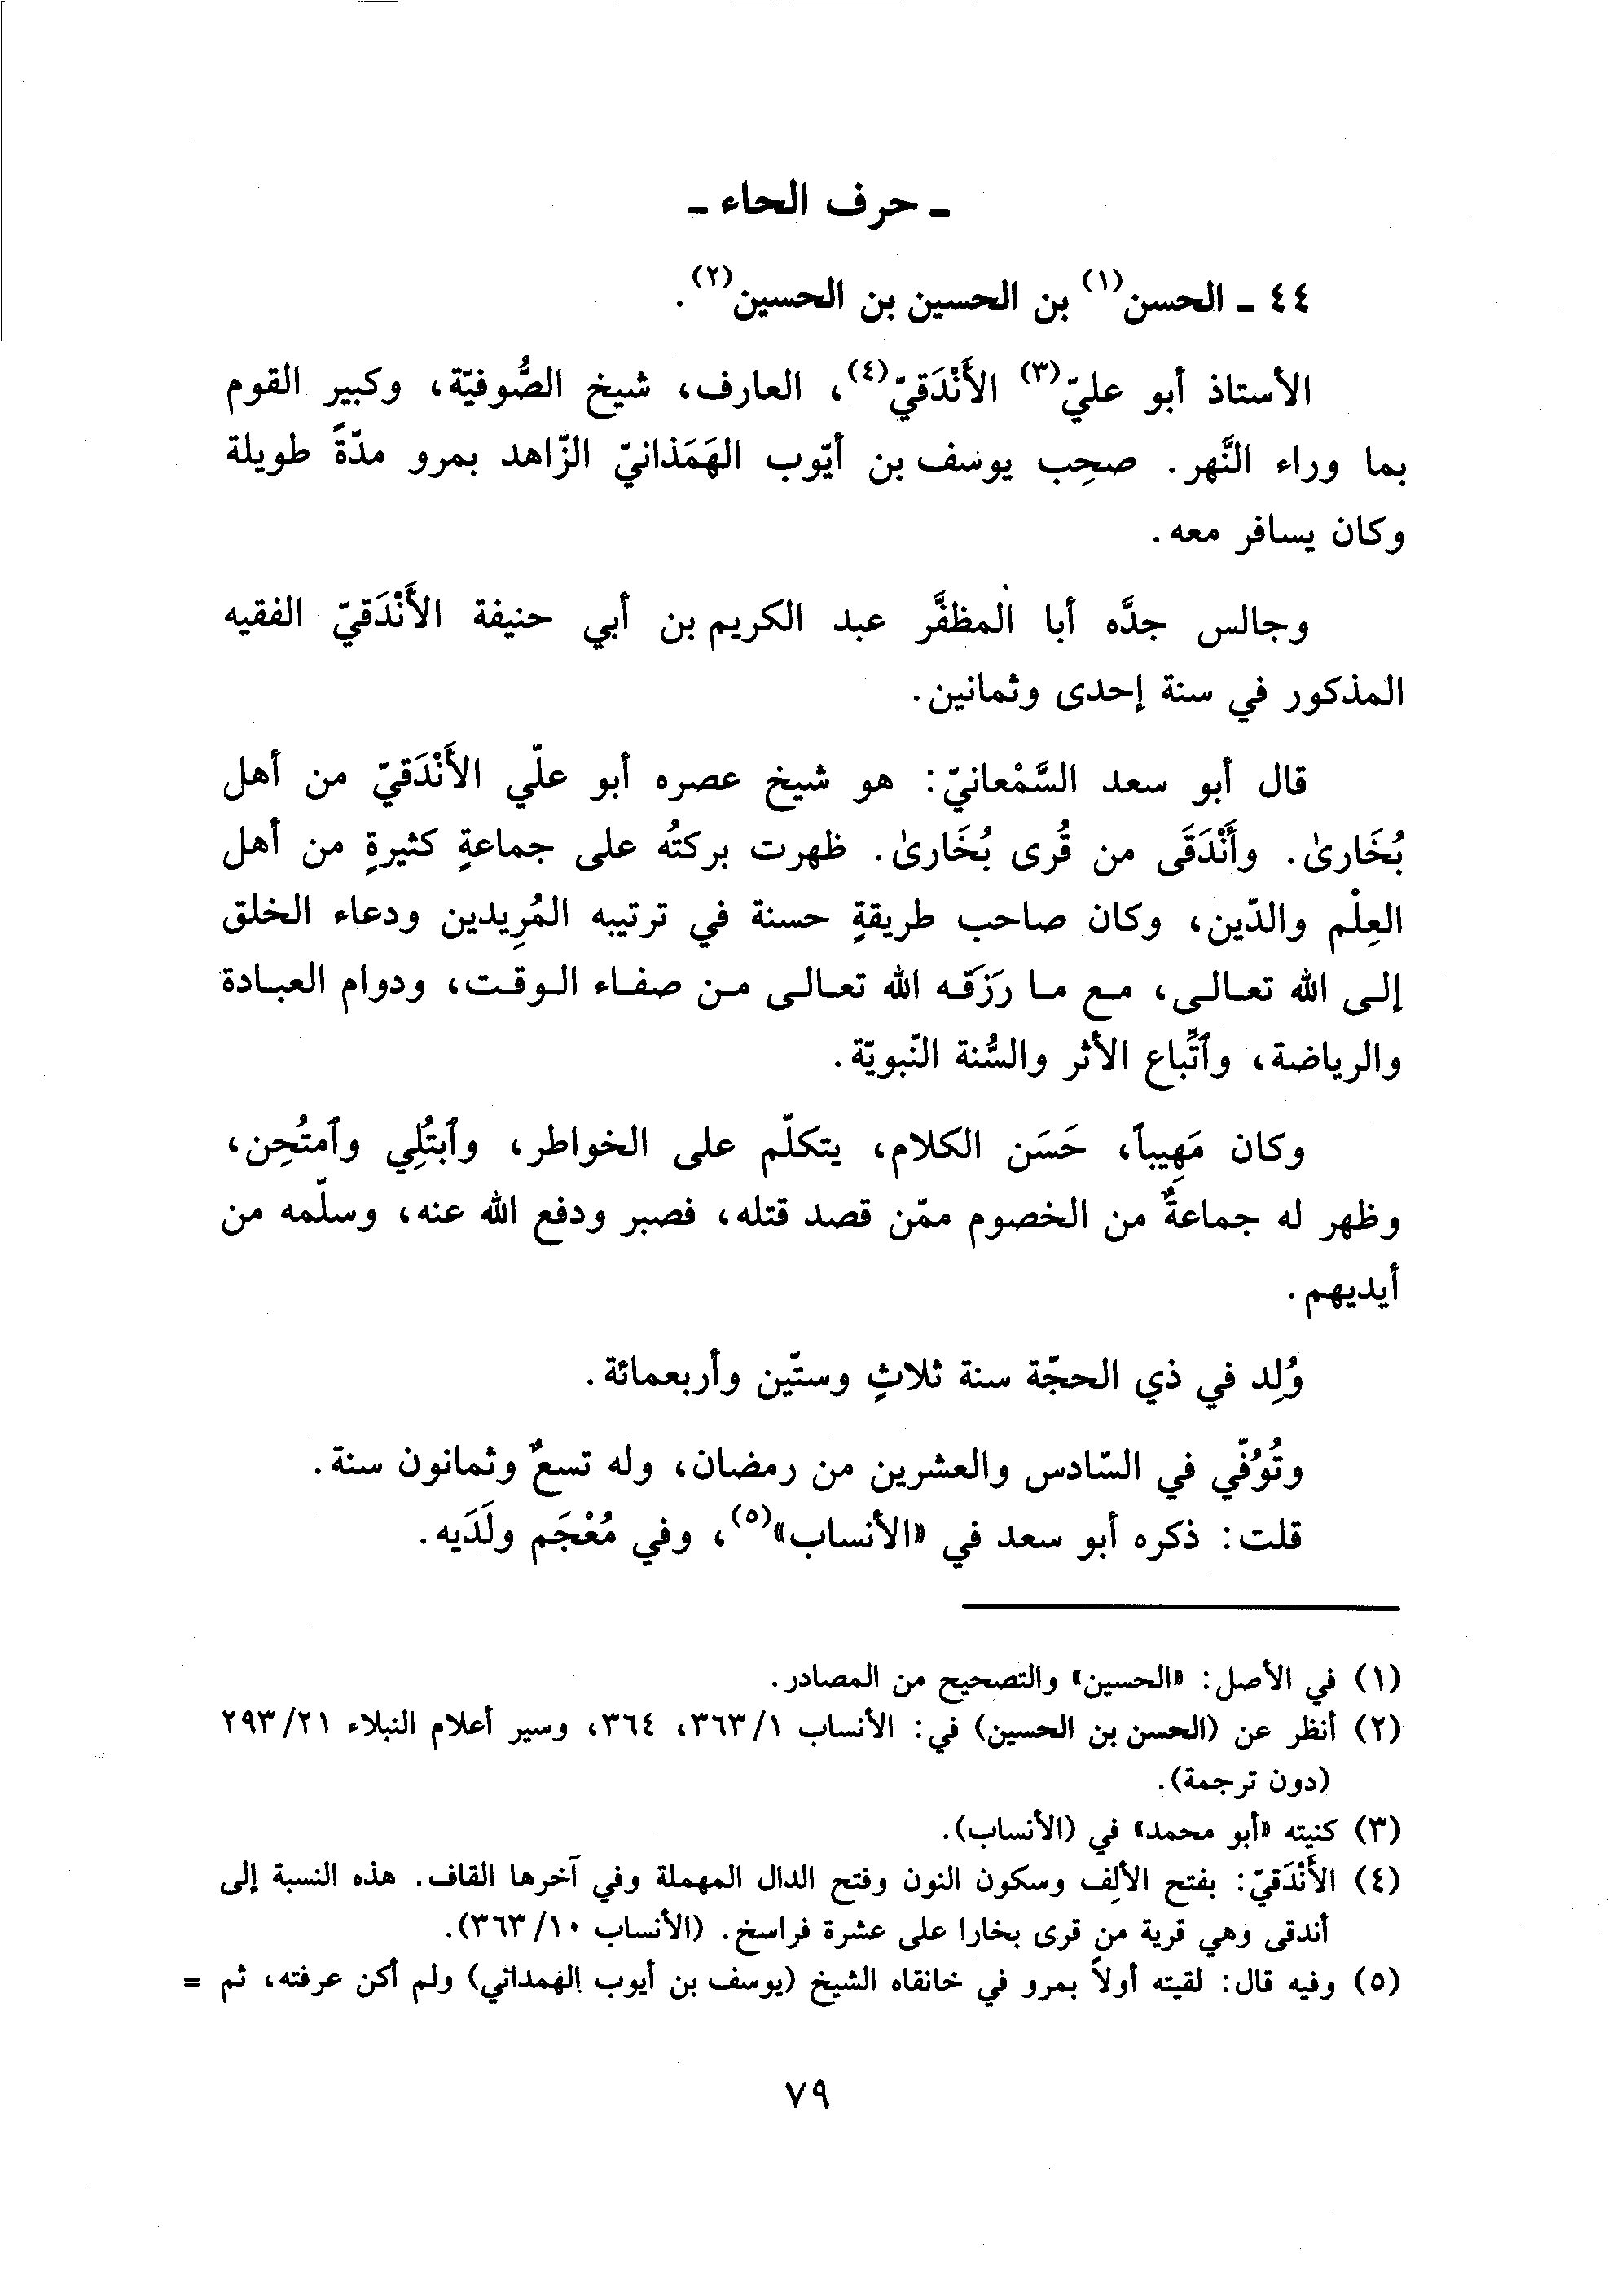 ـ حرف الحاء ـ
٤٤ ـ الحسن(١) بن الحسين بن الحسين(٢).
الأستاذ أبو عليّ(٣) الأَنْدَقيّ(٤)، العارف، شيخ الصُّوفيّة، وكبير القوم
بما وراء النَّهر. صحِب يوسف بن أيّوب الهَمَذانيّ الزّاهد بمرو مدّةً طويلة
وكان يسافر معه.
وجالس جدَّه أبا المظفَّر عبد الكريم بن أبي حنيفة الأَنْدَقيّ الفقيه
المذكور في سنة إحدى وثمانين.
قال أبو سعد السَّمْعانيّ: هو شيخ عصره أبو علّي الأَنْدَقيّ من أهل
بُخَارىٰ. وأَنْدَقَى من قُرى بُخَارىٰ. ظهرت بركتُه على جماعةٍ كثيرةٍ من أهل
العِلْم والدّين، وكان صاحب طريقةٍ حسنة في ترتيبه المُرِيدين ودعاء الخلق
إلى الله تعالى، مع ما رَزَقه الله تعالى من صفاء الوقت، ودوام العبادة
والرياضة، وٱتِّباع الأثر والسُّنة النّبويّة.
وكان مَهِيباً، حَسَن الكلام، يتكلّم على الخواطر، وٱبتُلِي وٱمتُحِن،
وظهر له جماعةٌ من الخصوم ممّن قصد قتله، فصبر ودفع الله عنه، وسلّمه من
أيديهم.
وُلِد في ذي الحجّة سنة ثلاثٍ وستّين وأربعمائة.
وتُوُفّي في السّادس والعشرين من رمضان، وله تسعٌ وثمانون سنة.
قلت: ذكره أبو سعد في «الأنساب»(٥)، وفي مُعْجَم ولَدَيه.
(١) في الأصل: «الحسين» والتصحيح من المصادر.
(٢) أنظر عن (الحسن بن الحسين) في: الأنساب ٣٦٣/١، ٣٦٤، وسير أعلام النبلاء ٢٩٣/٢١
(دون ترجمة).
(٣) كنيته «أبو محمد» في (الأنساب).
(٤) الأَنْدَقيّ: بفتح الألِف وسكون النون وفتح الدال المهملة وفي آخرها القاف. هذه النسبة إلى
أندقى وهي قرية من قرى بخارا على عشرة فراسخ. (الأنساب ٣٦٣/١٠).
(٥) وفيه قال: لقيته أولاً بمرو في خانقاه الشيخ (يوسف بن أيوب الهمداني) ولم أكن عرفته، ثم =
٧٩